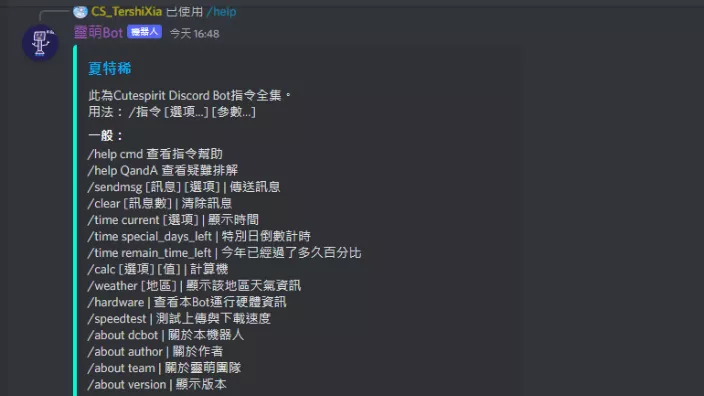 CS_TershiXia 已使用 /help
靈萌Bot 機器人 今天 16:48
夏特稀
此為Cutespirit Discord Bot指令全集。
用法： /指令 [選項...] [參數...]
一般：
/help cmd 查看指令幫助
/help QandA 查看疑難排解
/sendmsg [訊息] [選項] | 傳送訊息
/clear [訊息數] | 清除訊息
/time current [選項] | 顯示時間
/time special_days_left | 特別日倒數計時
/time remain_time_left | 今年已經過了多久百分比
/calc [選項] [值] | 計算機
/weather [地區] | 顯示該地區天氣資訊
/hardware | 查看本Bot運行硬體資訊
/speedtest | 測試上傳與下載速度
/about dcbot | 關於本機器人
/about author | 關於作者
/about team | 關於靈萌團隊
/about version | 顯示版本